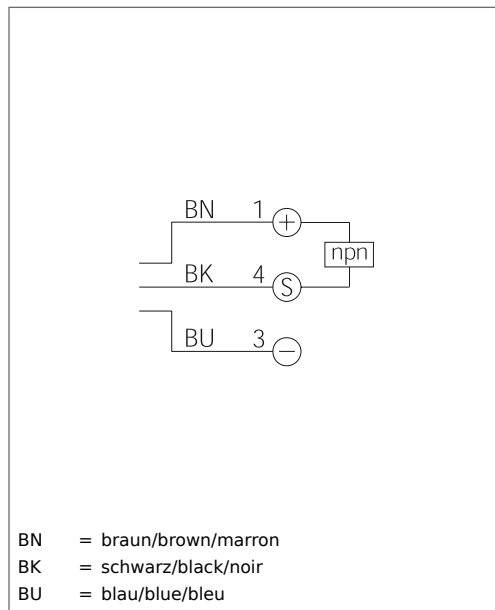 BN 1 +
npn
BK 4 S
BU 3 −
BN = braun/brown/marron
BK = schwarz/black/noir
BU = blau/blue/bleu